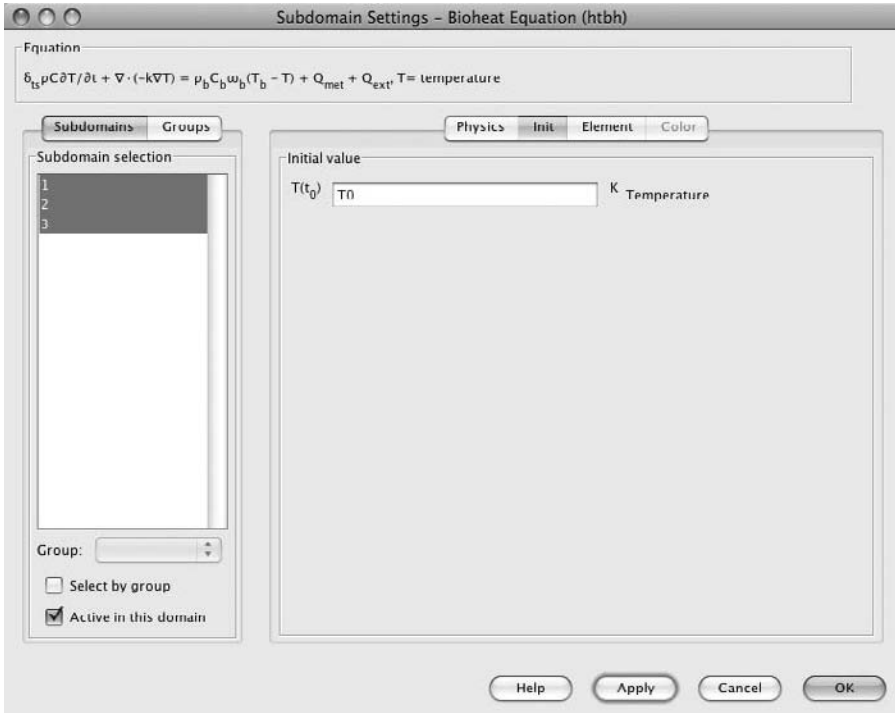 Subdomain Settings – Bioheat Equation (htbh)
Equation
δts ρC∂T/∂t + ∇·(-k∇T) = ρbCbωb(Tb - T) + Qmet + Qext, T= temperature
Subdomains Groups
Physics Init Element Color
Subdomain selection
Initial value
1
2
3
T(t0) T0 K Temperature
Group:
Select by group
Active in this domain
Help Apply Cancel OK